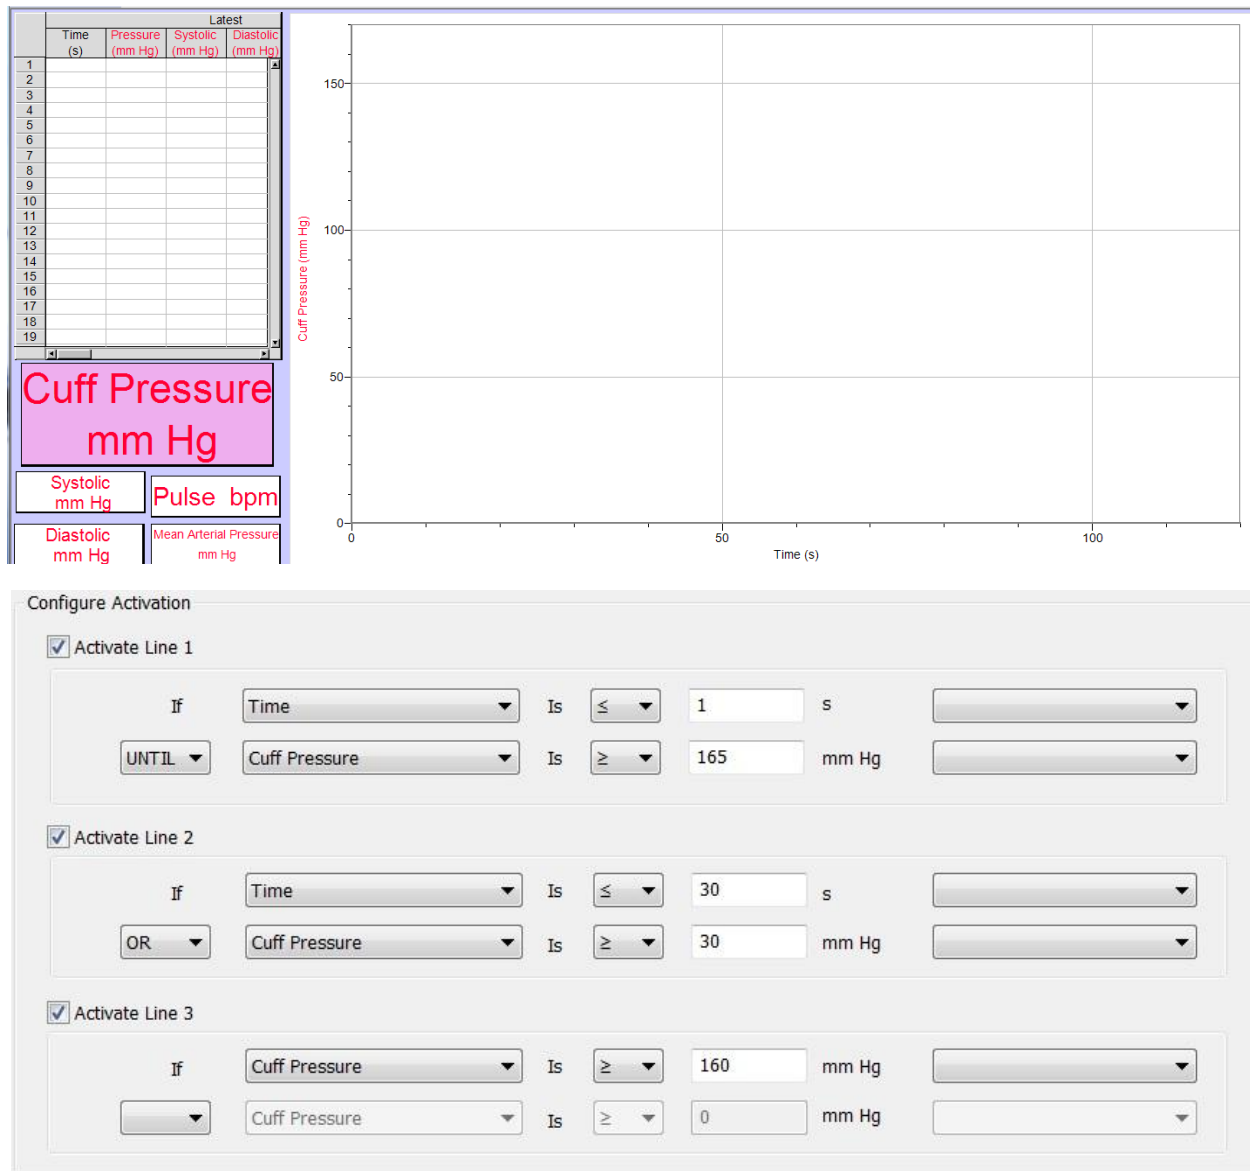 Latest
Time Pressure Systolic Diastolic
(s) (mm Hg) (mm Hg) (mm Hg)
1
2
3
4
5
6
7
8
9
10
11
12
13
14
15
16
17
18
19
Cuff Pressure
mm Hg
Systolic
mm Hg
Pulse bpm
Diastolic
mm Hg
Mean Arterial Pressure
mm Hg
Cuff Pressure (mm Hg)
150
100
50
0
0 50 100
Time (s)
Configure Activation
Activate Line 1
If Time Is ≤ 1 s
UNTIL Cuff Pressure Is ≥ 165 mm Hg
Activate Line 2
If Time Is ≤ 30 s
OR Cuff Pressure Is ≥ 30 mm Hg
Activate Line 3
If Cuff Pressure Is ≥ 160 mm Hg
Cuff Pressure Is ≥ 0 mm Hg